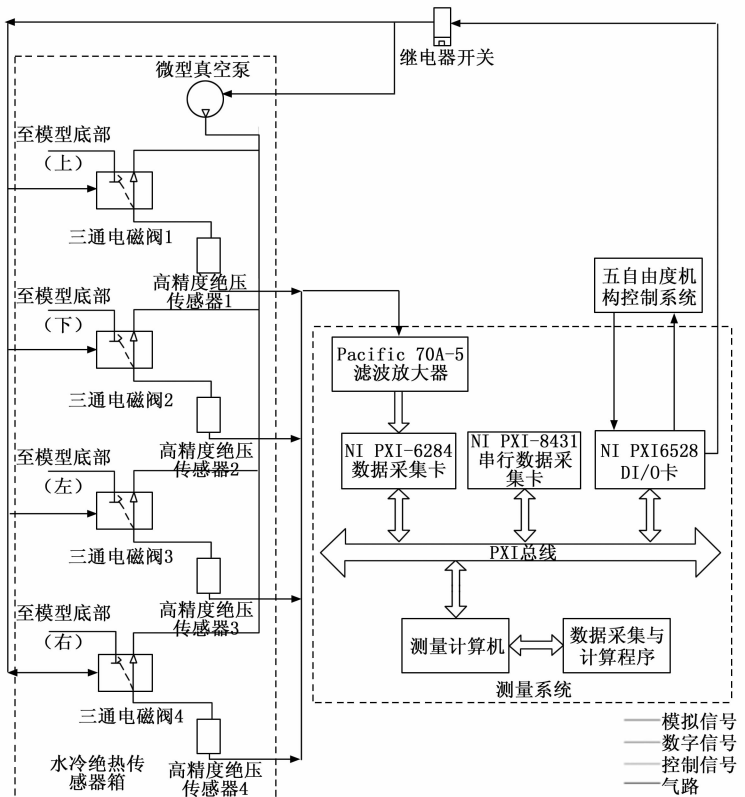 继电器开关
微型真空泵
至模型底部
（上）
三通电磁阀1
高精度绝压
传感器1
至模型底部
（下）
三通电磁阀2
高精度绝压
传感器2
至模型底部
（左）
三通电磁阀3
高精度绝压
传感器3
至模型底部
（右）
三通电磁阀4
高精度绝压
传感器4
水冷绝热传
感器箱
五自由度机
构控制系统
Pacific 70A-5
滤波放大器
NI PXI-6284
数据采集卡
NI PXI-8431
串行数据采
集卡
NI PXI6528
DI/O卡
PXI总线
测量计算机
数据采集与
计算程序
测量系统
模拟信号
数字信号
控制信号
气路